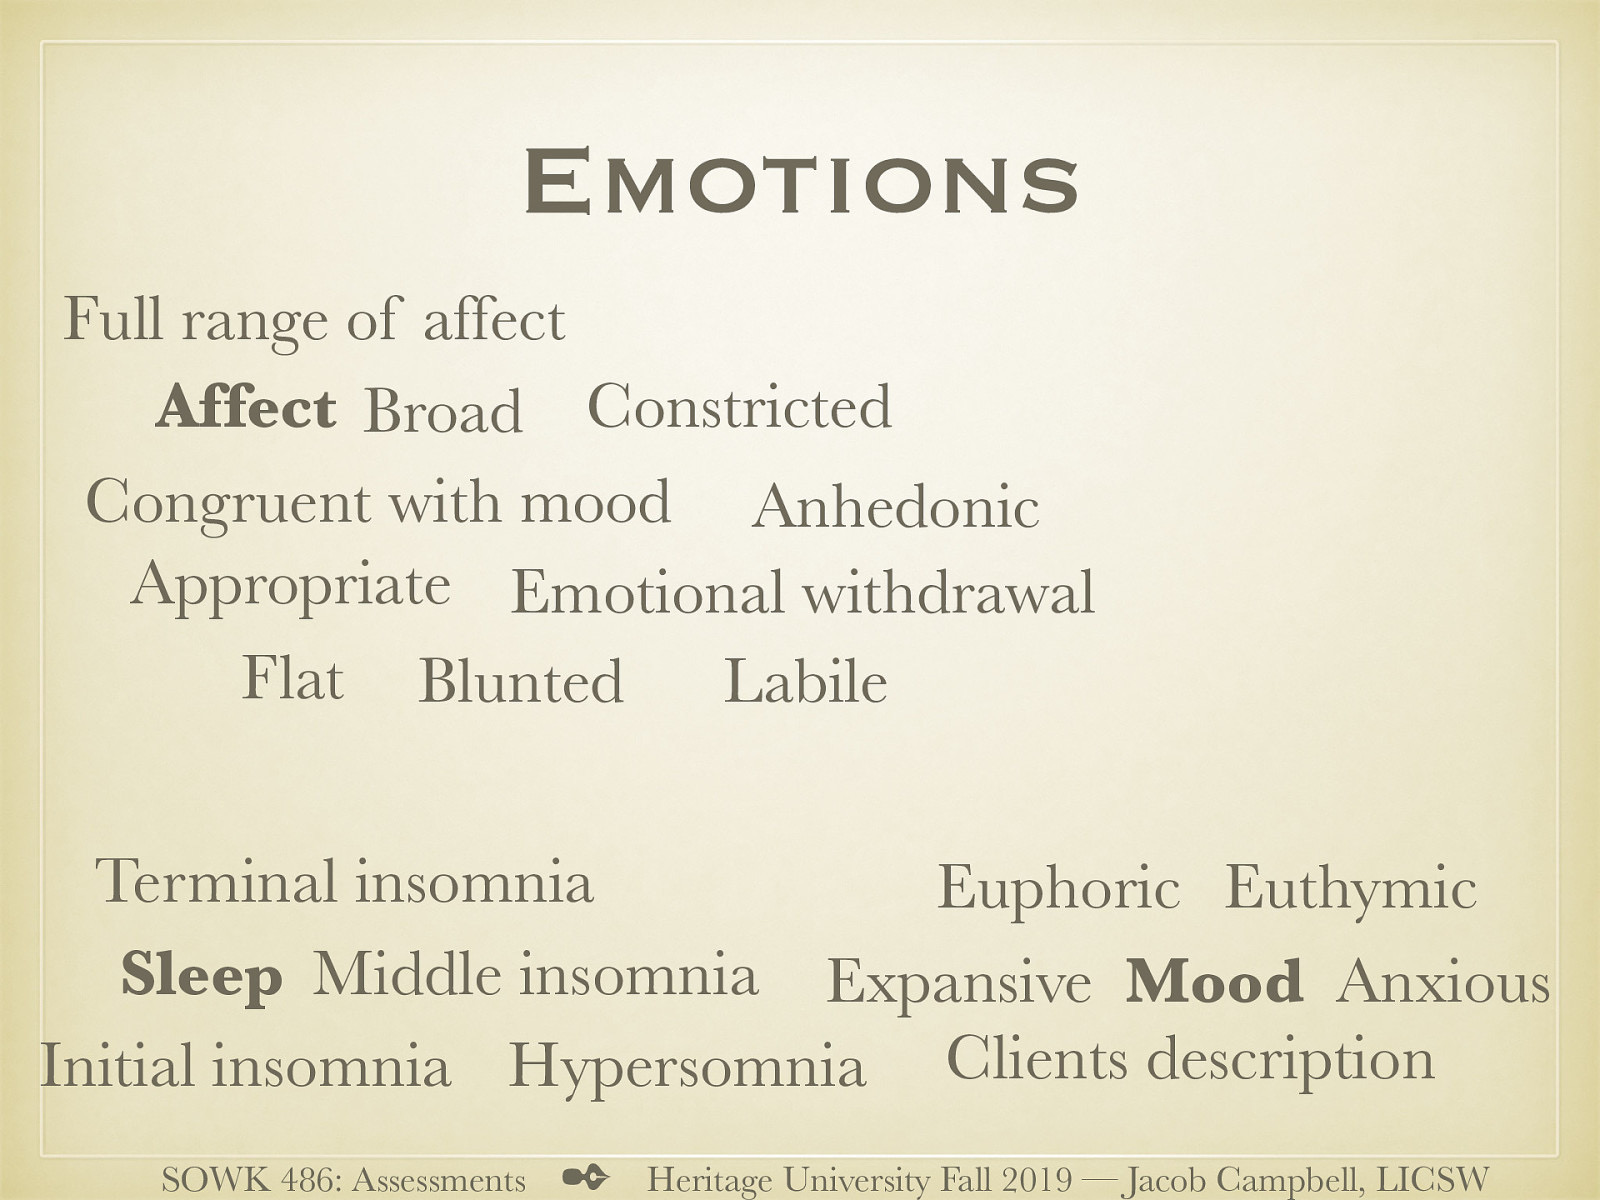 Emotions
Full range of affect
Affect Broad Constricted
Congruent with mood Anhedonic
Appropriate Emotional withdrawal
Flat Blunted Labile
Terminal insomnia
Sleep Middle insomnia
Initial insomnia Hypersomnia
Euphoric Euthymic
Expansive Mood Anxious
Clients description
SOWK 486: Assessments Heritage University Fall 2019 — Jacob Campbell, LICSW